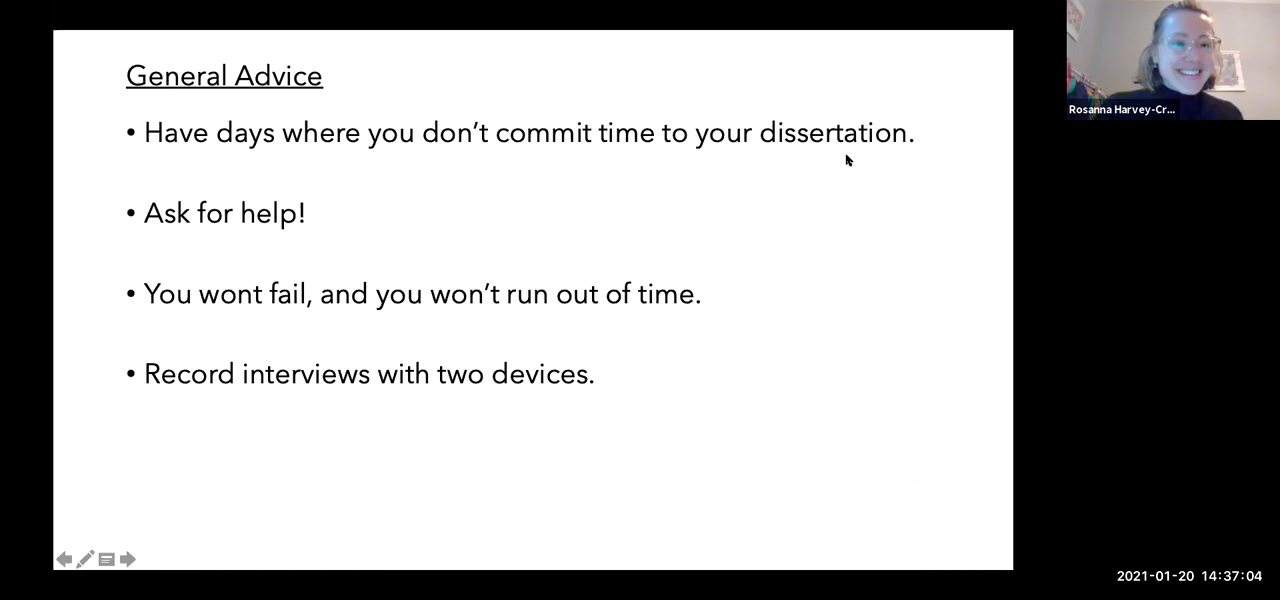 General Advice
• Have days where you don’t commit time to your dissertation.
• Ask for help!
• You wont fail, and you won’t run out of time.
• Record interviews with two devices.
Rosanna Harvey-Cr...
2021-01-20 14:37:04